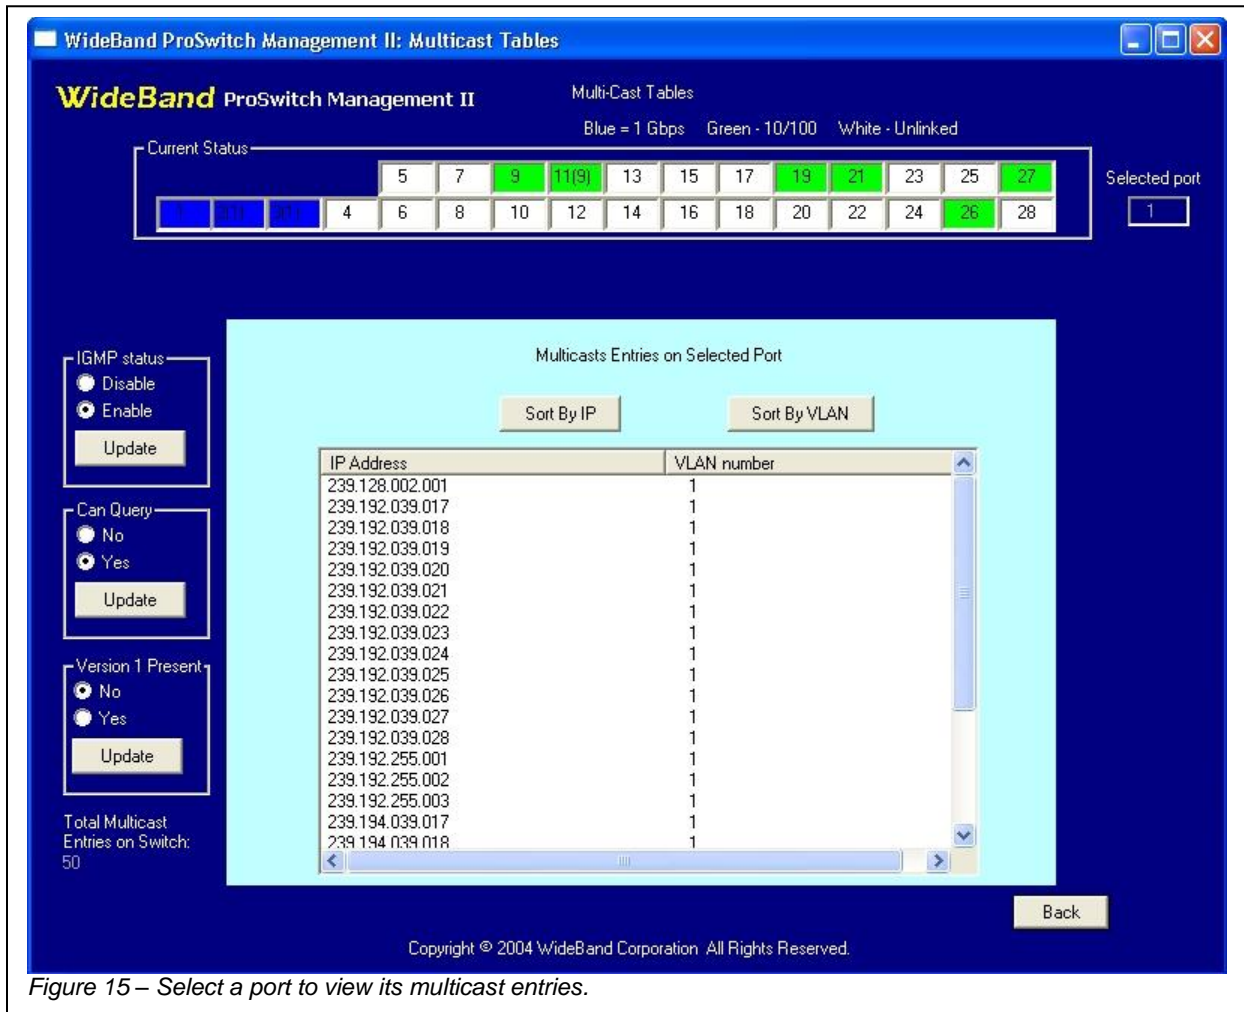 WideBand ProSwitch Management II: Multicast Tables
WideBand ProSwitch Management II
Multi-Cast Tables
Blue = 1 Gbps Green - 10/100 White - Unlinked
Current Status
5 7 9 11(9) 13 15 17 19 21 23 25 27
1 2(1) 3(1) 4 6 8 10 12 14 16 18 20 22 24 26 28
Selected port
1
IGMP status
Disable
Enable
Update
Can Query
No
Yes
Update
Version 1 Present
No
Yes
Update
Total Multicast
Entries on Switch:
50
Multicasts Entries on Selected Port
Sort By IP Sort By VLAN
IP Address VLAN number
239.128.002.001 1
239.192.039.017 1
239.192.039.018 1
239.192.039.019 1
239.192.039.020 1
239.192.039.021 1
239.192.039.022 1
239.192.039.023 1
239.192.039.024 1
239.192.039.025 1
239.192.039.026 1
239.192.039.027 1
239.192.039.028 1
239.192.255.001 1
239.192.255.002 1
239.192.255.003 1
239.194.039.017 1
239.194.039.018 1
Back
Copyright © 2004 WideBand Corporation All Rights Reserved.
Figure 15 – Select a port to view its multicast entries.